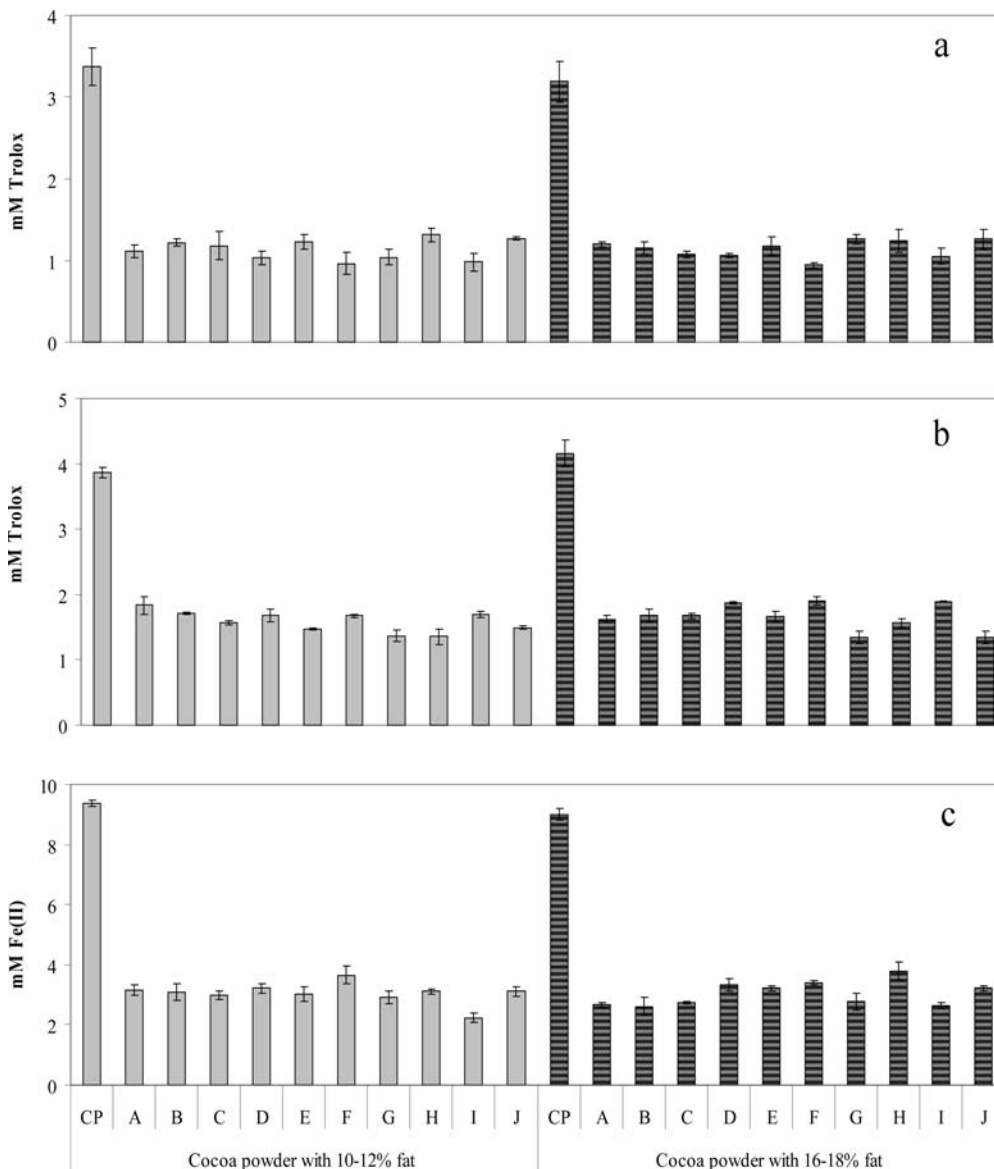 a
mM Trolox
4
3
2
1
0
b
mM Trolox
5
4
3
2
1
0
c
mM Fe(II)
10
8
6
4
2
0
CP A B C D E F G H I J CP A B C D E F G H I J
Cocoa powder with 10-12% fat Cocoa powder with 16-18% fat